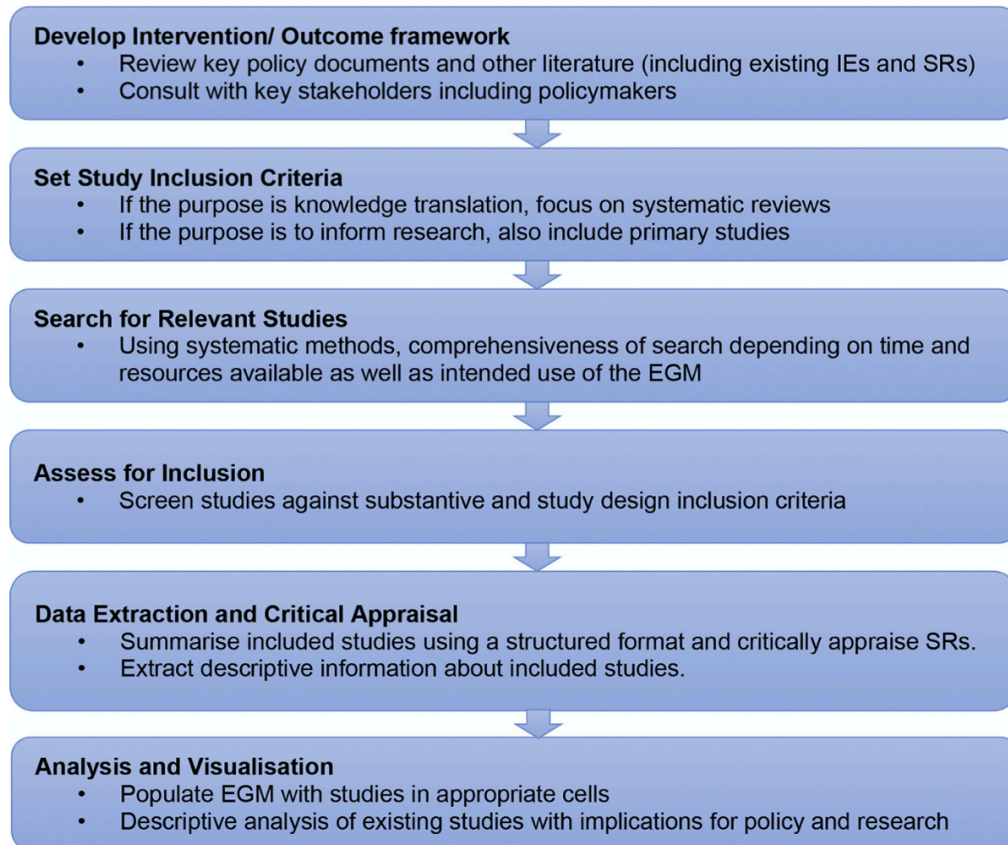 Develop Intervention/ Outcome framework
• Review key policy documents and other literature (including existing IEs and SRs)
• Consult with key stakeholders including policymakers
Set Study Inclusion Criteria
• If the purpose is knowledge translation, focus on systematic reviews
• If the purpose is to inform research, also include primary studies
Search for Relevant Studies
• Using systematic methods, comprehensiveness of search depending on time and
resources available as well as intended use of the EGM
Assess for Inclusion
• Screen studies against substantive and study design inclusion criteria
Data Extraction and Critical Appraisal
• Summarise included studies using a structured format and critically appraise SRs.
• Extract descriptive information about included studies.
Analysis and Visualisation
• Populate EGM with studies in appropriate cells
• Descriptive analysis of existing studies with implications for policy and research